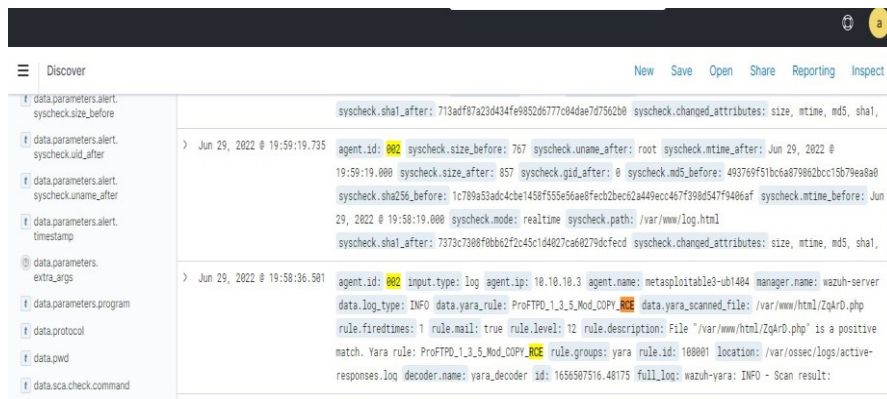 a
Discover
New Save Open Share Reporting Inspect
t data.parameters.alert.
syscheck.size_before
t data.parameters.alert.
syscheck.uid_after
t data.parameters.alert.
syscheck.uname_after
t data.parameters.alert.
timestamp
data.parameters.
extra_args
t data.parameters.program
t data.protocol
t data.pwd
t data.sca.check.command
syscheck.sha1_after: 713adf87a23d434fe9852d6777c04dae7d7562b0 syscheck.changed_attributes: size, mtime, md5, sha1,
> Jun 29, 2022 @ 19:59:19.735
agent.id: 002 syscheck.size_before: 767 syscheck.uname_after: root syscheck.mtime_after: Jun 29, 2022 @
19:59:19.000 syscheck.size_after: 857 syscheck.gid_after: 0 syscheck.md5_before: 493769f51bc6a879862bcc15b79ea8a0
syscheck.sha256_before: 1c789a53adc4cbe1458f555e56ae8fecb2bec62a449ecc467f398d547f9406af syscheck.mtime_before: Jun
29, 2022 @ 19:58:19.000 syscheck.mode: realtime syscheck.path: /var/www/log.html
syscheck.sha1_after: 7373c7308f0bb62f2c45c1d4027ca60279dcfecd syscheck.changed_attributes: size, mtime, md5, sha1,
> Jun 29, 2022 @ 19:58:36.501
agent.id: 002 input.type: log agent.ip: 10.10.10.3 agent.name: metasploitable3-ub1404 manager.name: wazuh-server
data.log_type: INFO data.yara_rule: ProFTPD_1_3_5_Mod_COPY_RCE data.yara_scanned_file: /var/www/html/ZqArD.php
rule.firedtimes: 1 rule.mail: true rule.level: 12 rule.description: File "/var/www/html/ZqArD.php" is a positive
match. Yara rule: ProFTPD_1_3_5_Mod_COPY_RCE rule.groups: yara rule.id: 108001 location: /var/ossec/logs/active-
responses.log decoder.name: yara_decoder id: 1656507516.48175 full_log: wazuh-yara: INFO - Scan result: